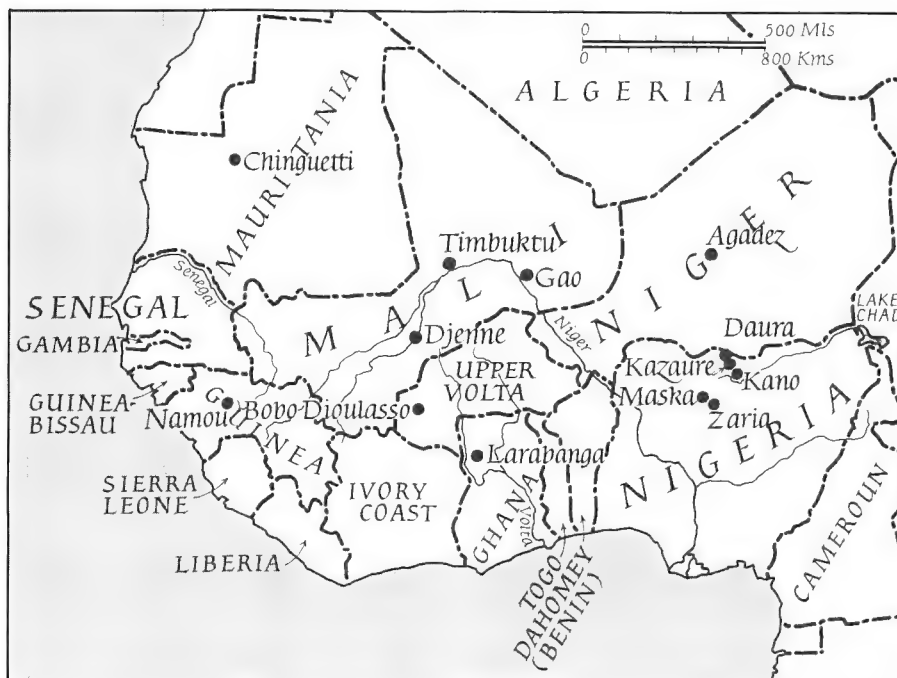 0 500 Mls
0 800 Kms
ALGERIA
MAURITANIA
Chinguetti
MALI
NIGER
Timbuktu
Agadez
Gao
Senegal
SENEGAL
GAMBIA
Niger
LAKE
CHAD
Djenne
Daura
Kazaure
Kano
UPPER
VOLTA
Maska
Zaria
GUINEA-
BISSAU
Namou
Bobo Dioulasso
GUINEA
NIGERIA
Larabanga
SIERRA
LEONE
IVORY
COAST
GHANA
Volta
LIBERIA
TOGO
DAHOMEY
(BENIN)
CAMEROUN